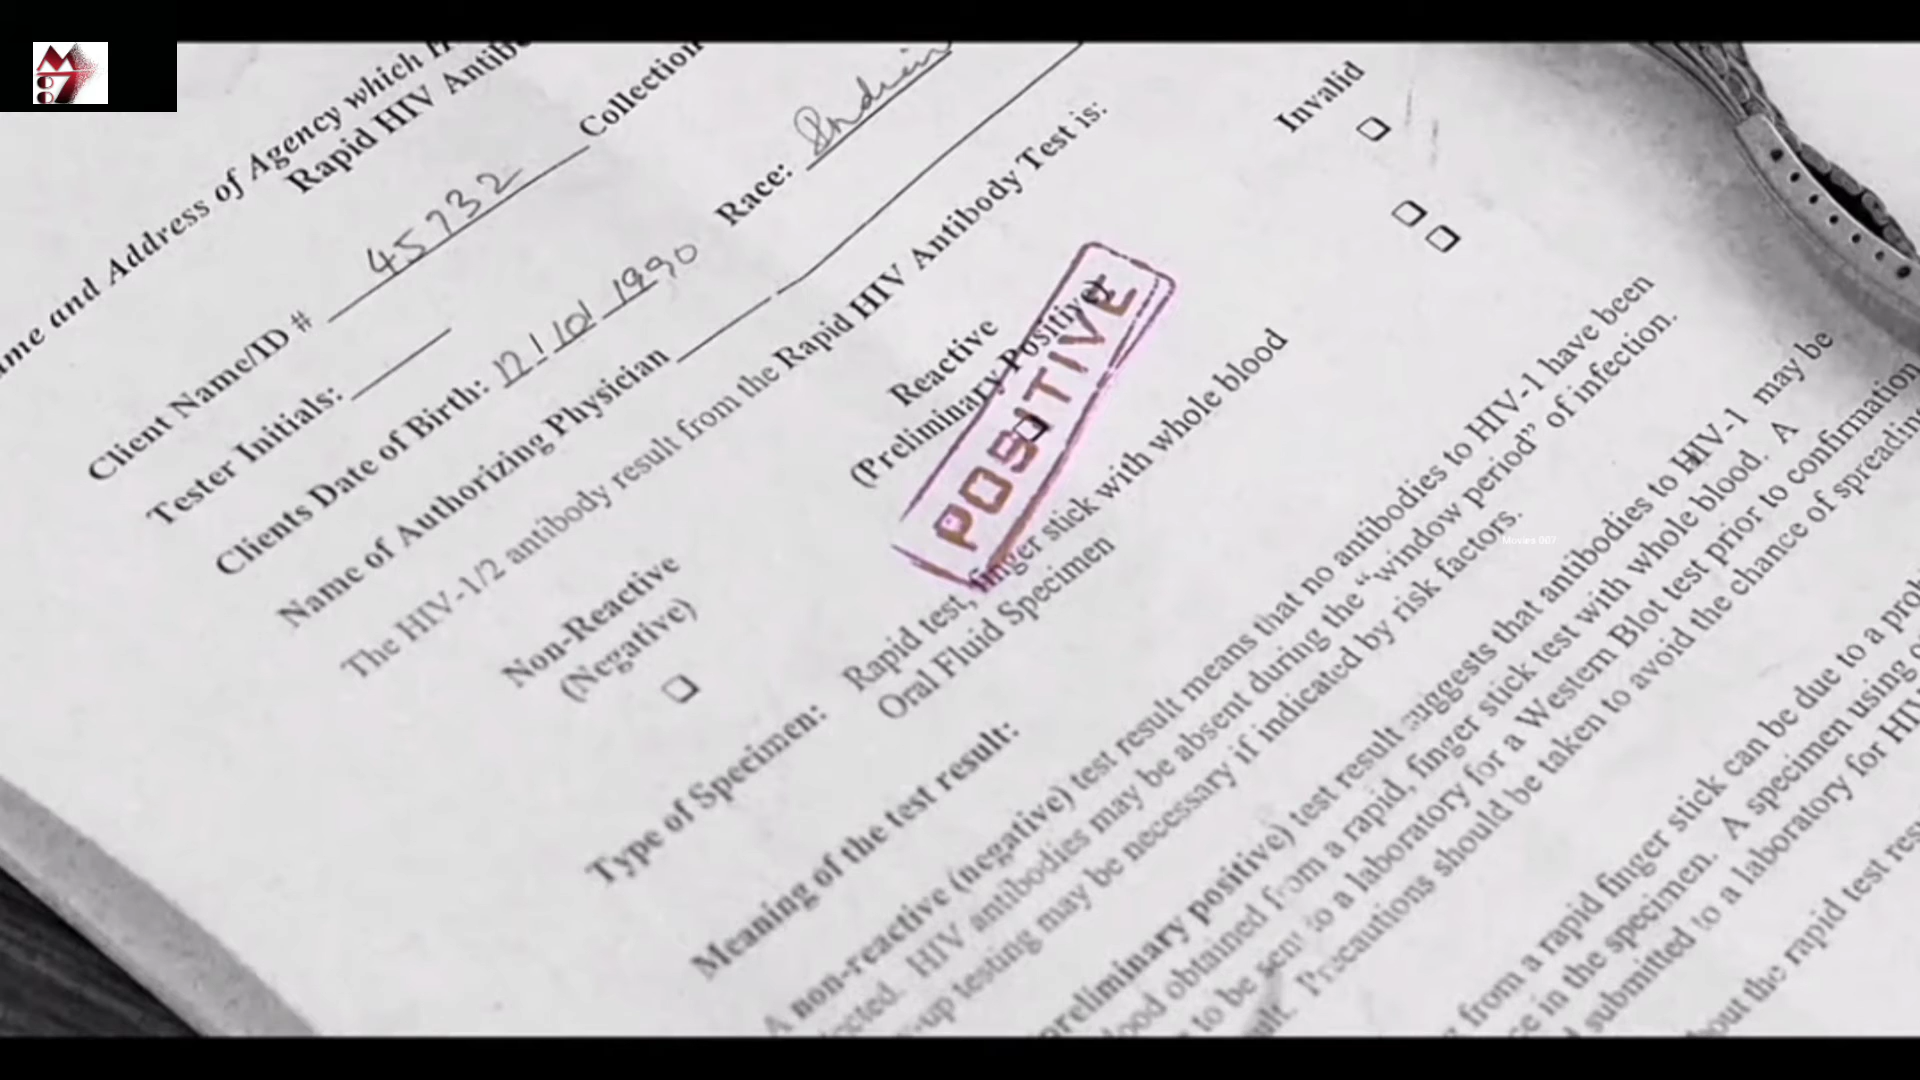 M
87
Name and Address of Agency which
Rapid HIV Antib
Client Name/ID # 45732 Collection
Tester Initials:
Clients Date of Birth: 12/10/1990 Race: Indian
Name of Authorizing Physician
The HIV-1/2 antibody result from the Rapid HIV Antibody Test is:
Non-Reactive
(Negative)
Reactive
(Preliminary Positive)
Invalid
POSITIVE
Type of Specimen:
Rapid test, finger stick with whole blood
Oral Fluid Specimen
Meaning of the test result:
A non-reactive (negative) test result means that no antibodies to HIV-1 have been
HIV antibodies may be absent during the “window period” of infection.
-up testing may be necessary if indicated by risk factors.
preliminary positive) test result suggests that antibodies to HIV-1 may be
obtained from a rapid, finger stick test with whole blood. A
to be sent to a laboratory for a Western Blot test prior to confirmation
Precautions should be taken to avoid the chance of spreading
from a rapid finger stick can be due to a
in the specimen. A specimen using
submitted to a laboratory for HIV
the rapid test
Movies 007